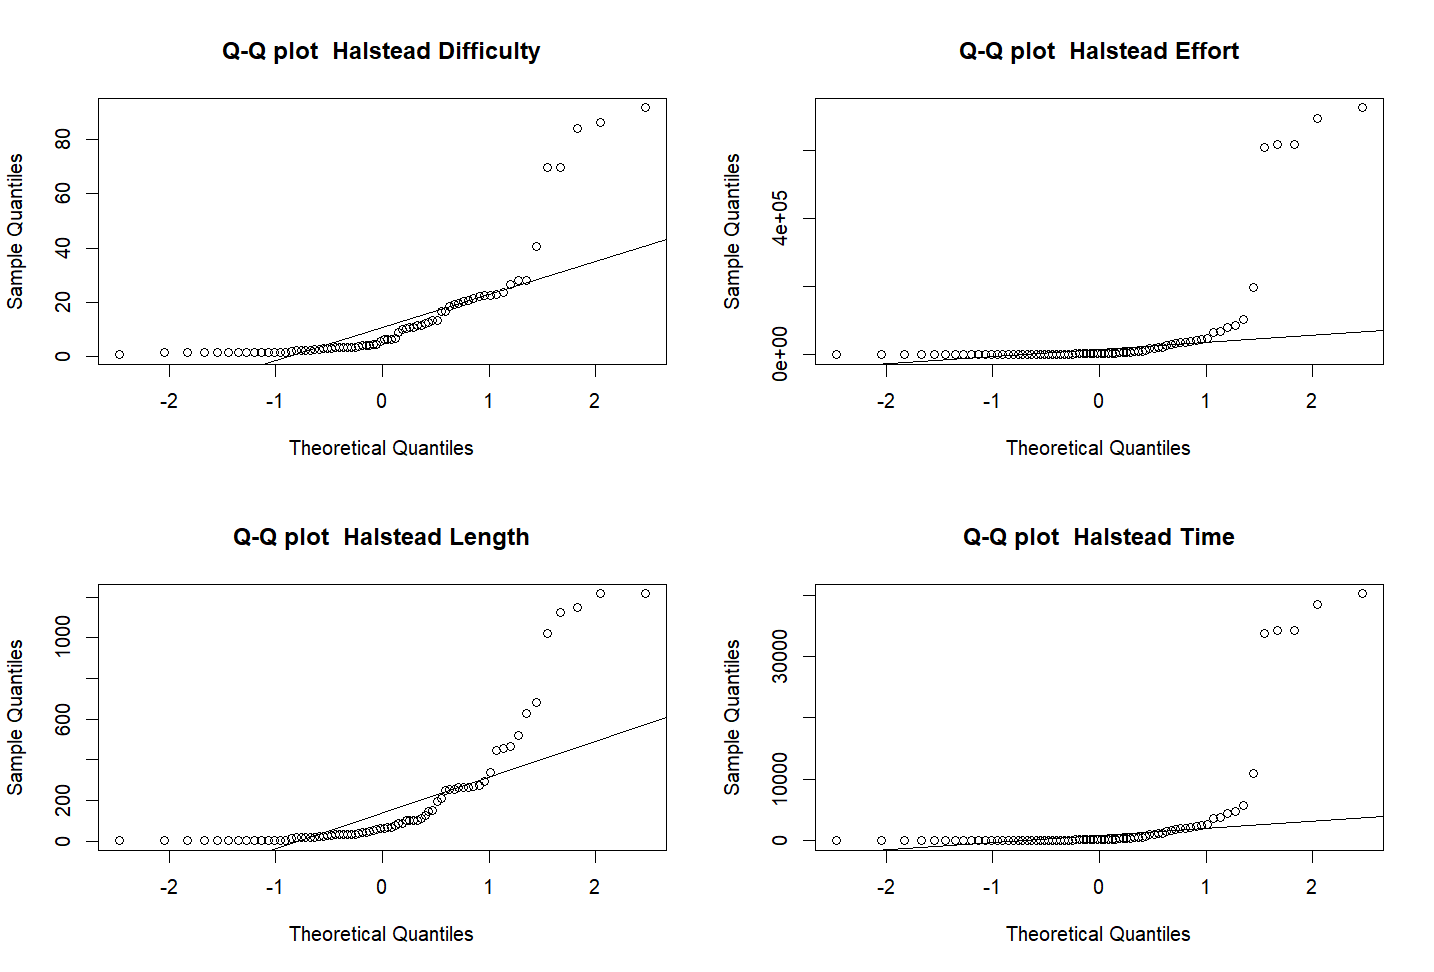 Q-Q plot  Halstead Difficulty
Sample Quantiles
80
60
40
20
0
-2 -1 0 1 2
Theoretical Quantiles
Q-Q plot  Halstead Effort
Sample Quantiles
4e+05
0e+00
-2 -1 0 1 2
Theoretical Quantiles
Q-Q plot  Halstead Length
Sample Quantiles
1000
600
200
0
-2 -1 0 1 2
Theoretical Quantiles
Q-Q plot  Halstead Time
Sample Quantiles
30000
10000
0
-2 -1 0 1 2
Theoretical Quantiles